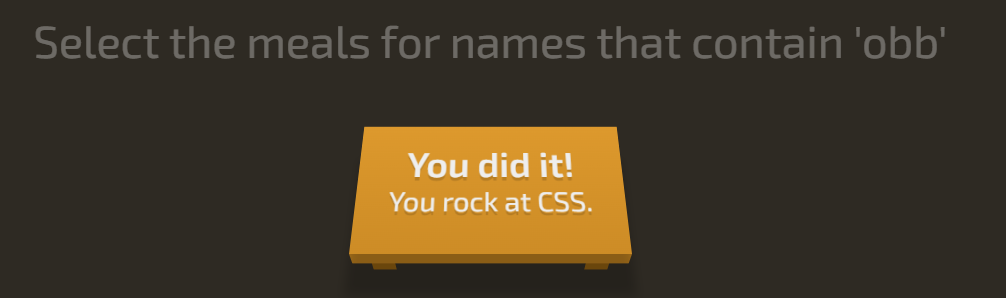 Select the meals for names that contain 'obb'
You did it!
You rock at CSS.